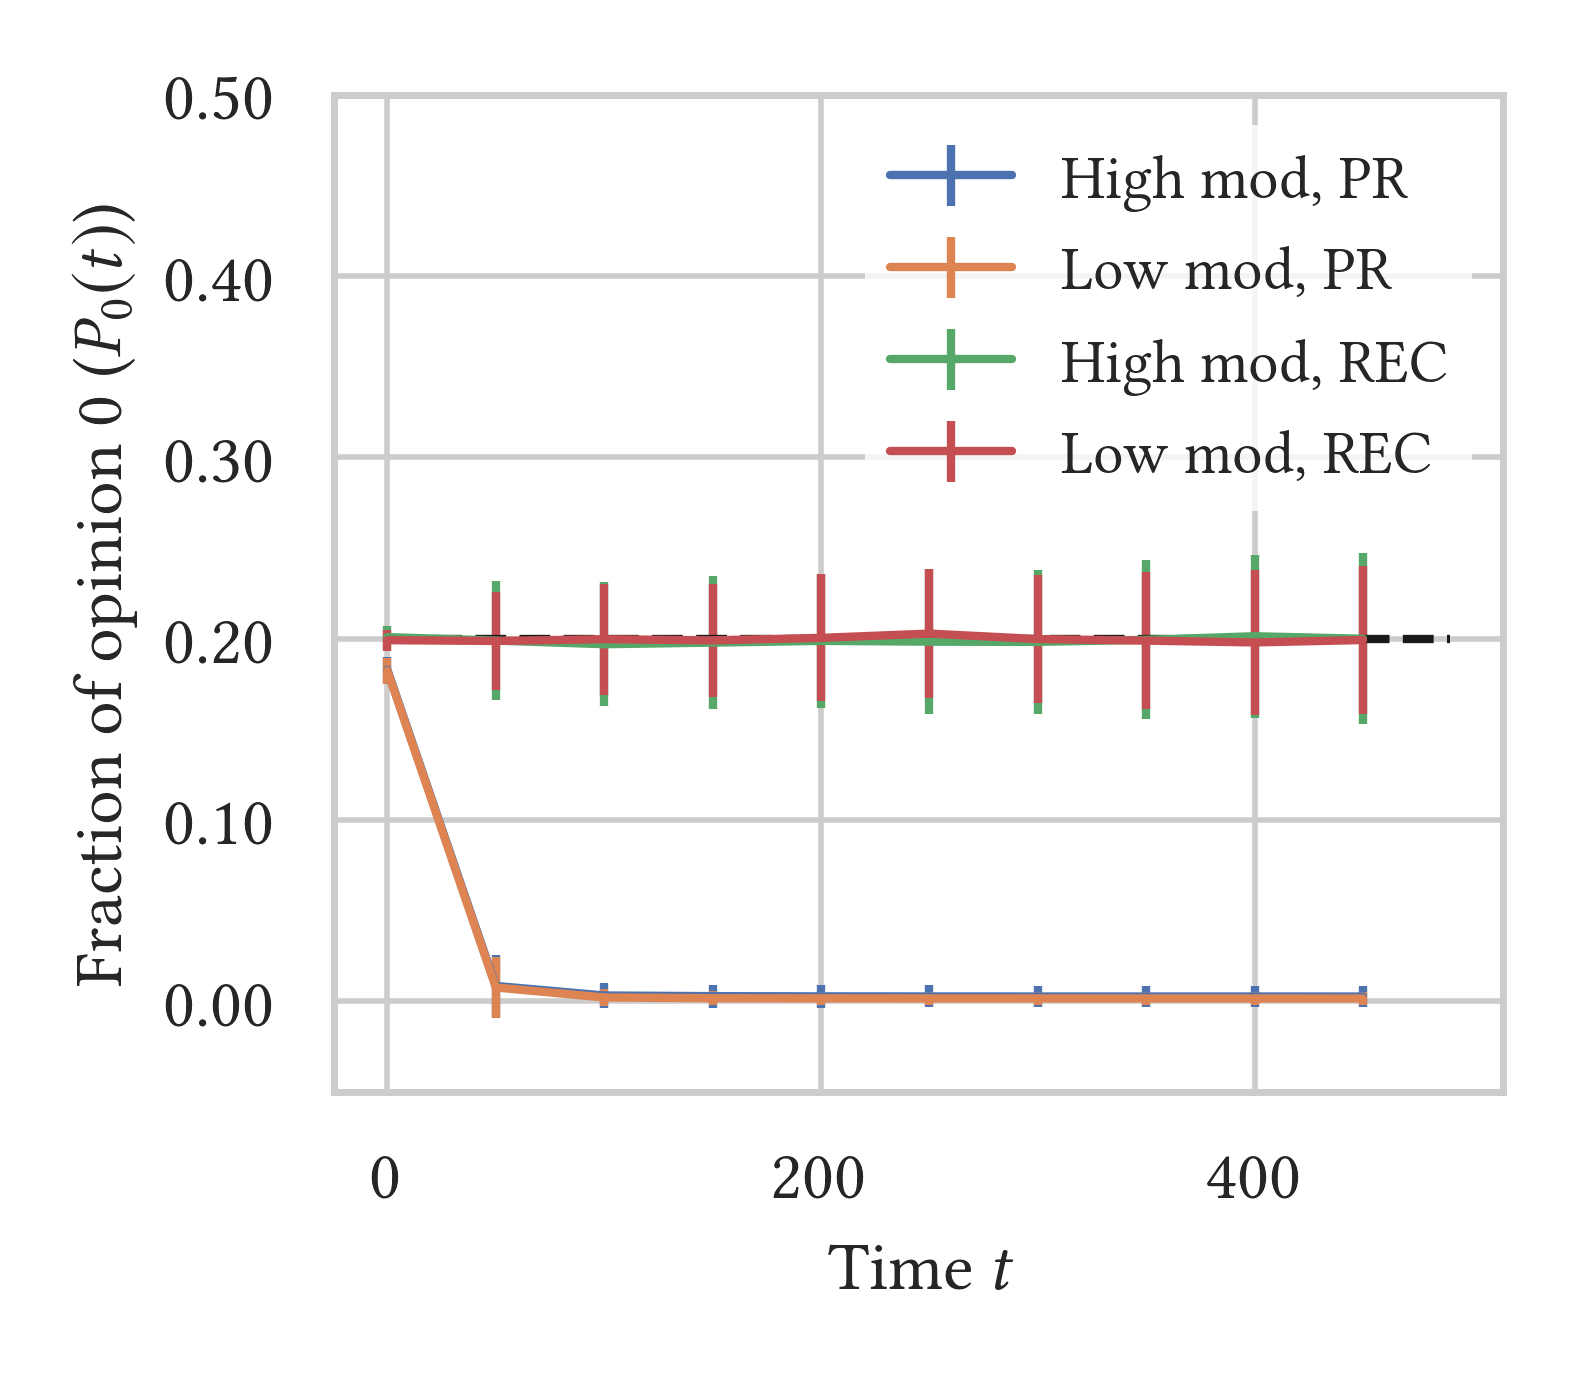 0.50
0.40
0.30
0.20
0.10
0.00
Fraction of opinion 0 (P₀(t))
High mod, PR
Low mod, PR
High mod, REC
Low mod, REC
0 200 400
Time t